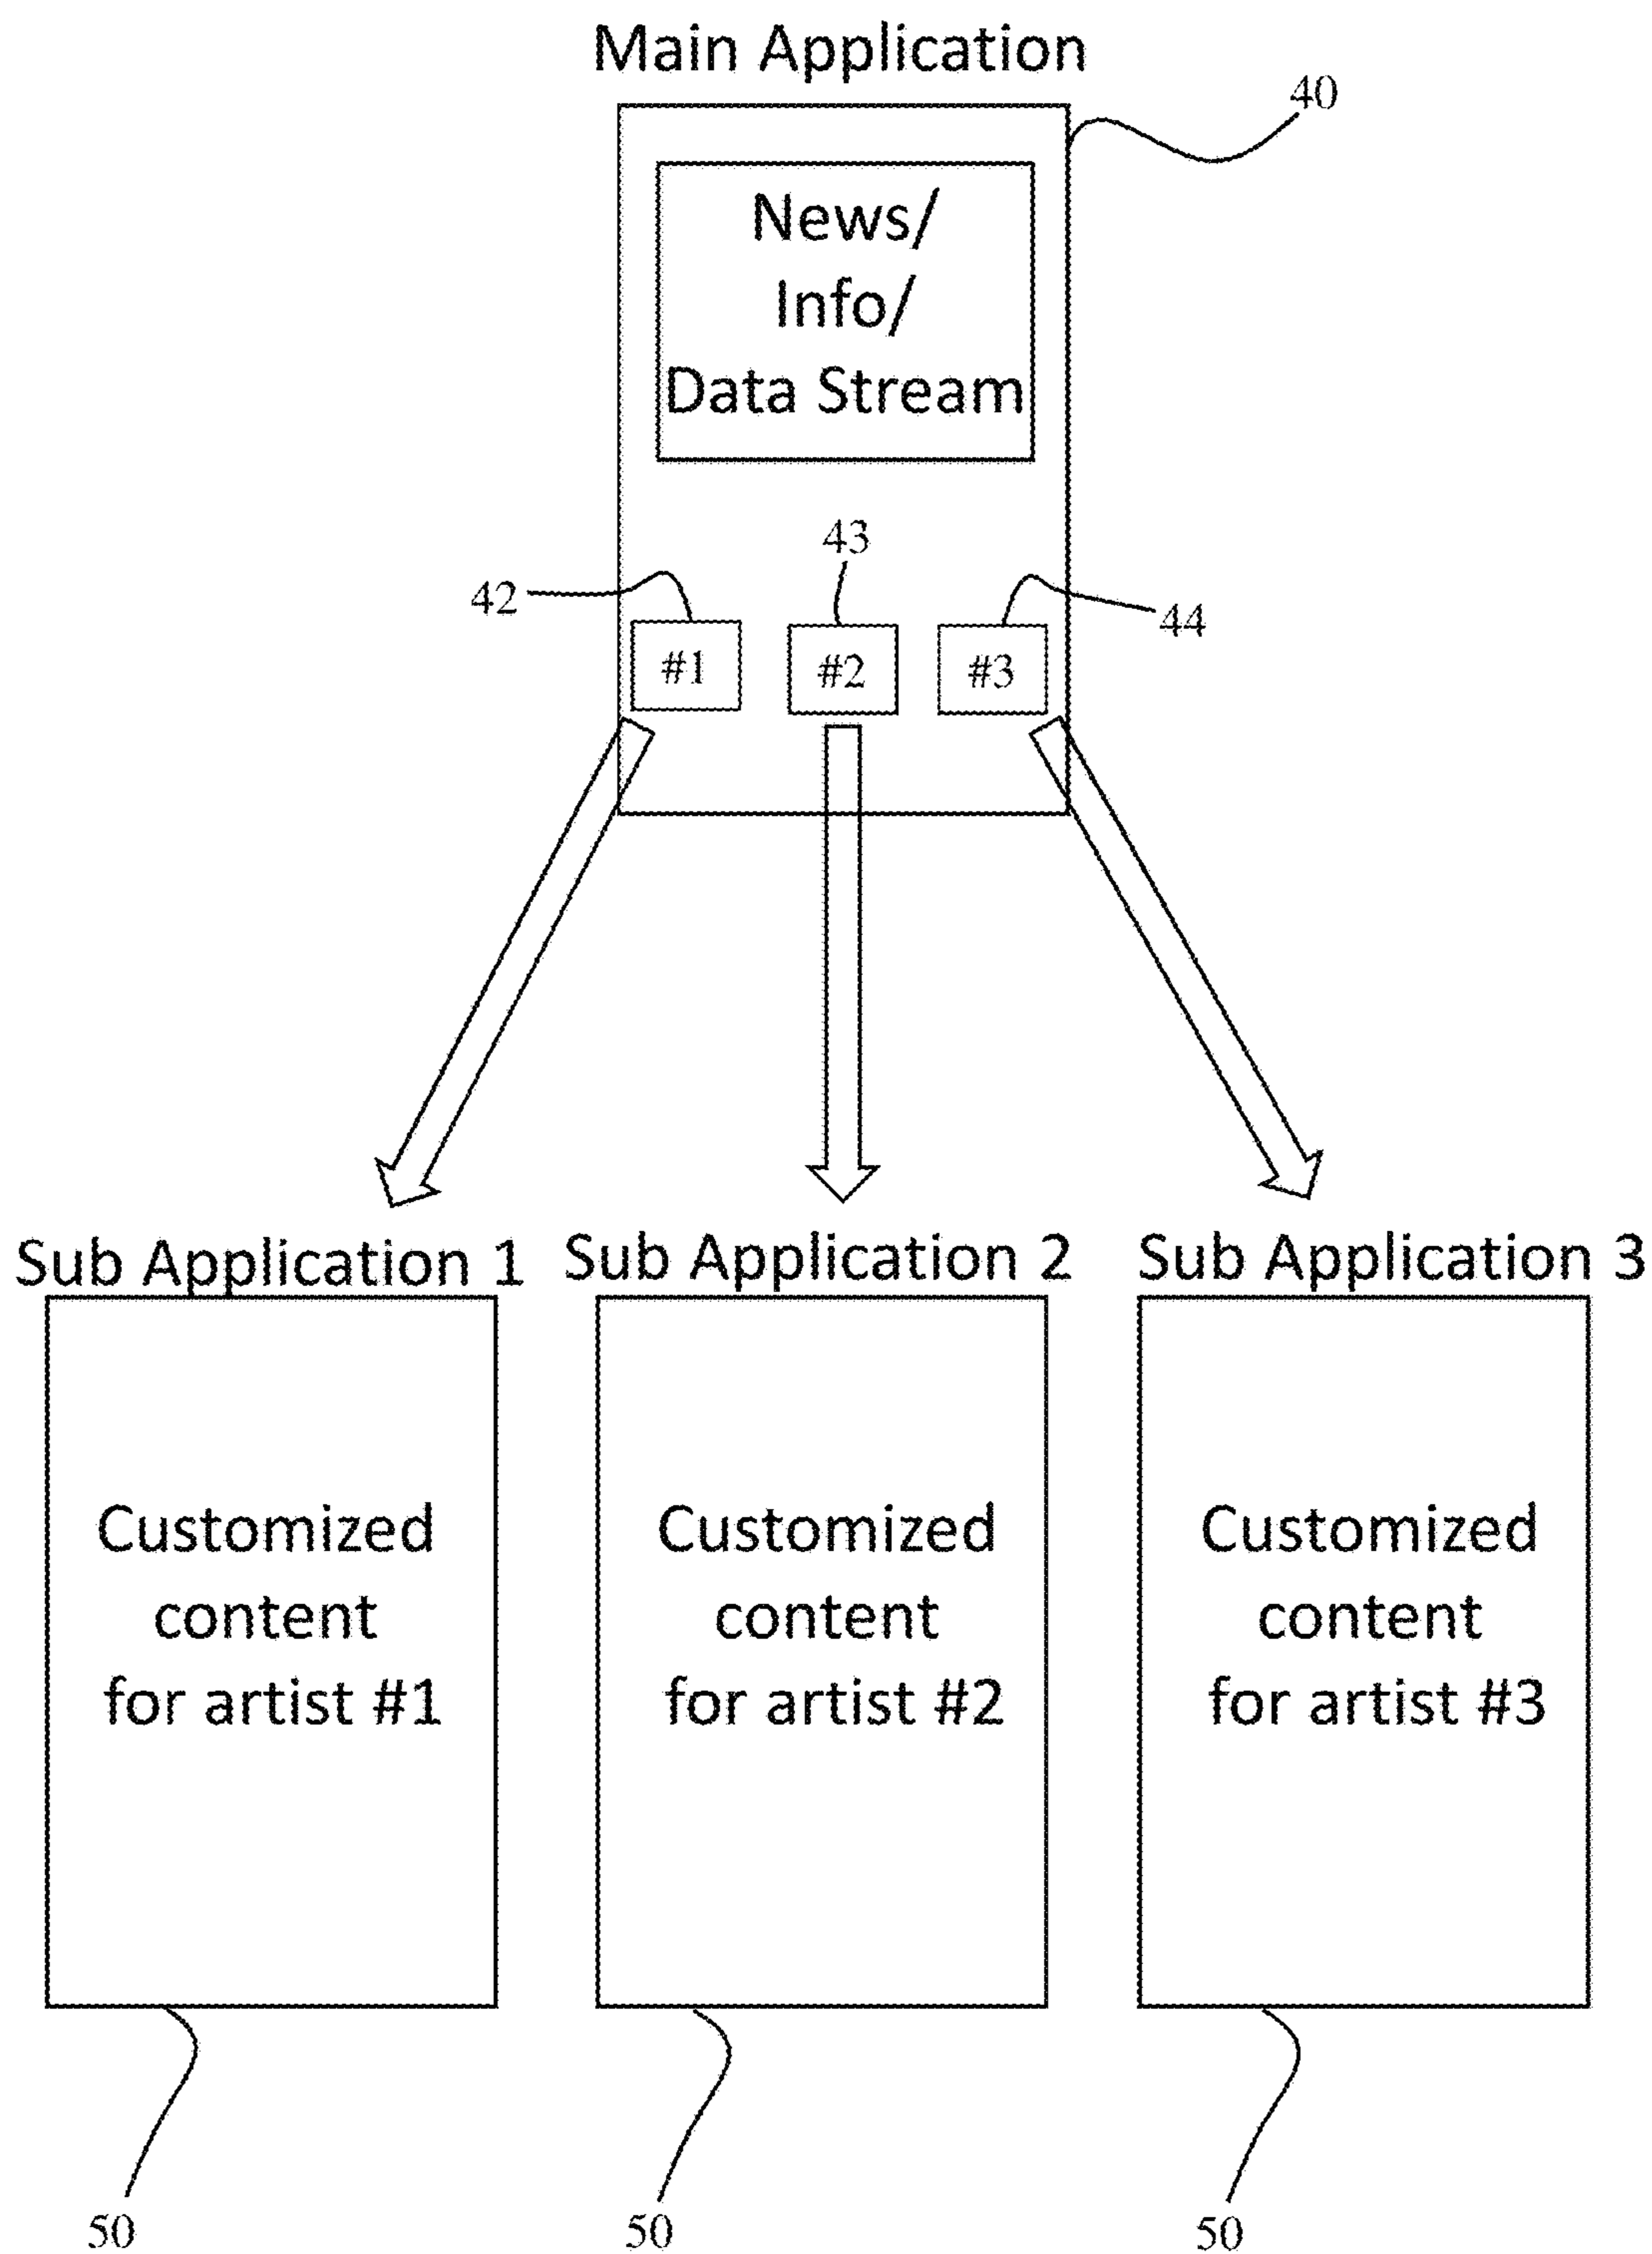 Main Application
40
News/
Info/
Data Stream
43
42
44
#1
#2
#3
Sub Application 1
Sub Application 2
Sub Application 3
Customized
content
for artist #1
Customized
content
for artist #2
Customized
content
for artist #3
50
50
50